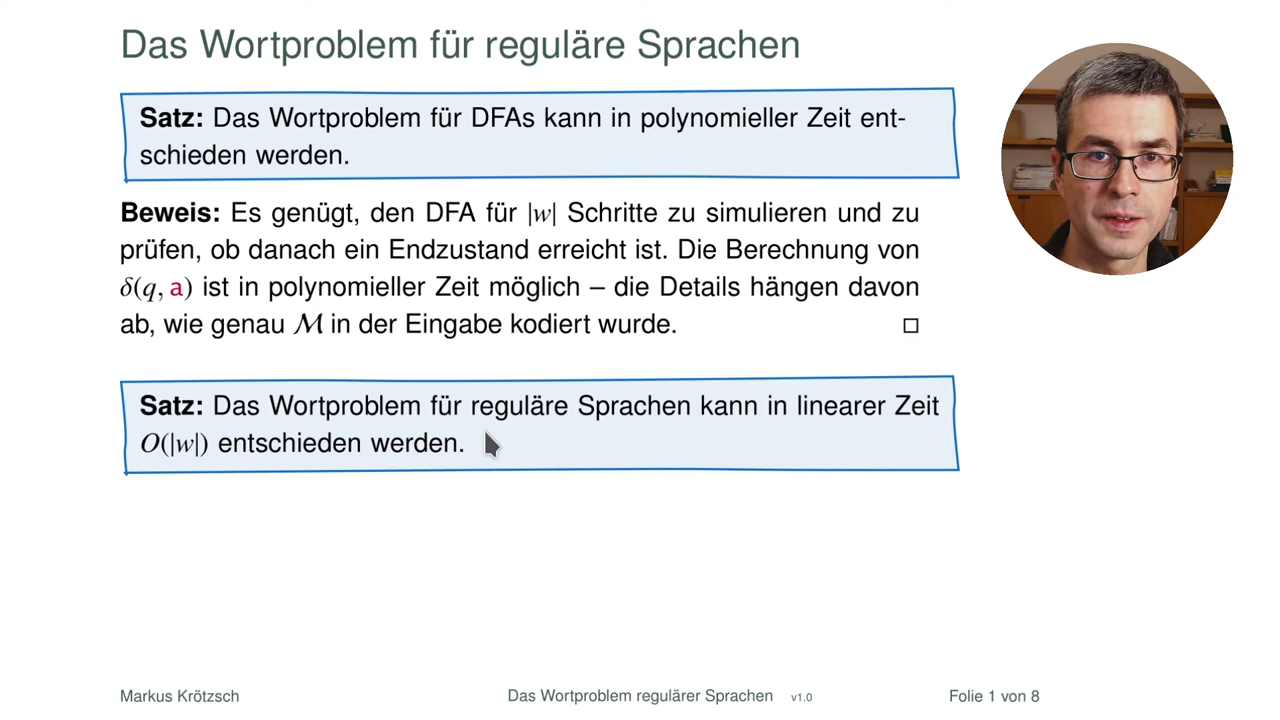 Das Wortproblem für reguläre Sprachen
Satz: Das Wortproblem für DFAs kann in polynomieller Zeit ent-
schieden werden.
Beweis: Es genügt, den DFA für |w| Schritte zu simulieren und zu
prüfen, ob danach ein Endzustand erreicht ist. Die Berechnung von
δ(q, a) ist in polynomieller Zeit möglich – die Details hängen davon
ab, wie genau ℳ in der Eingabe kodiert wurde. □
Satz: Das Wortproblem für reguläre Sprachen kann in linearer Zeit
O(|w|) entschieden werden.
Markus Krötzsch Das Wortproblem regulärer Sprachen v1.0 Folie 1 von 8